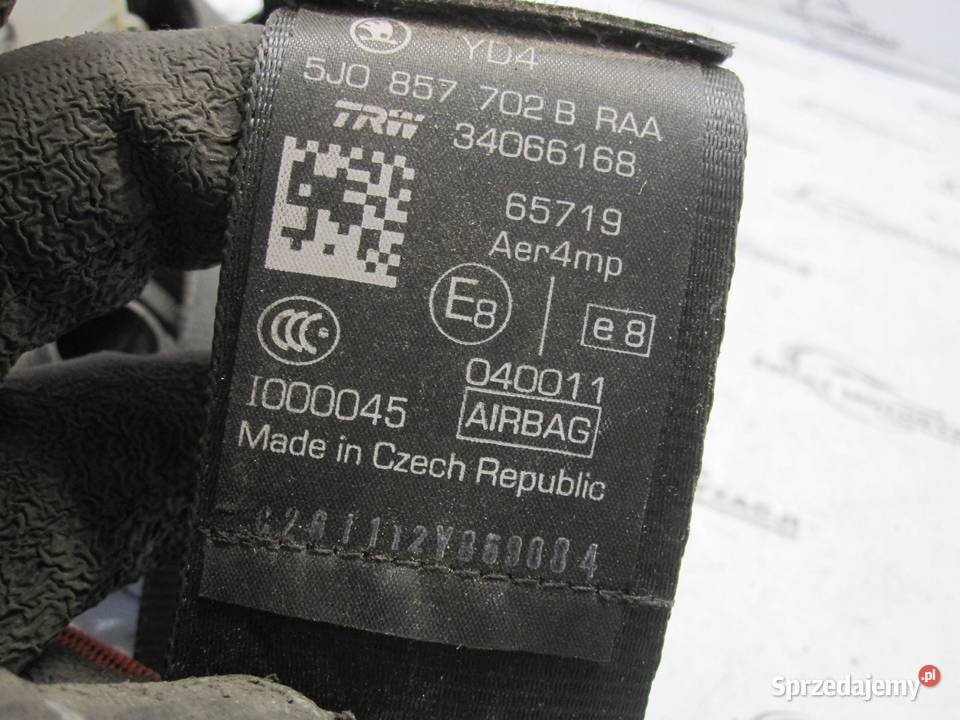 YD4
5J0 857 702 B RAA
TRW 34066168
65719
Aer4mp
E8 e8
CCC
040011
I000045 AIRBAG
Made in Czech Republic
Sprzedajemy.pl